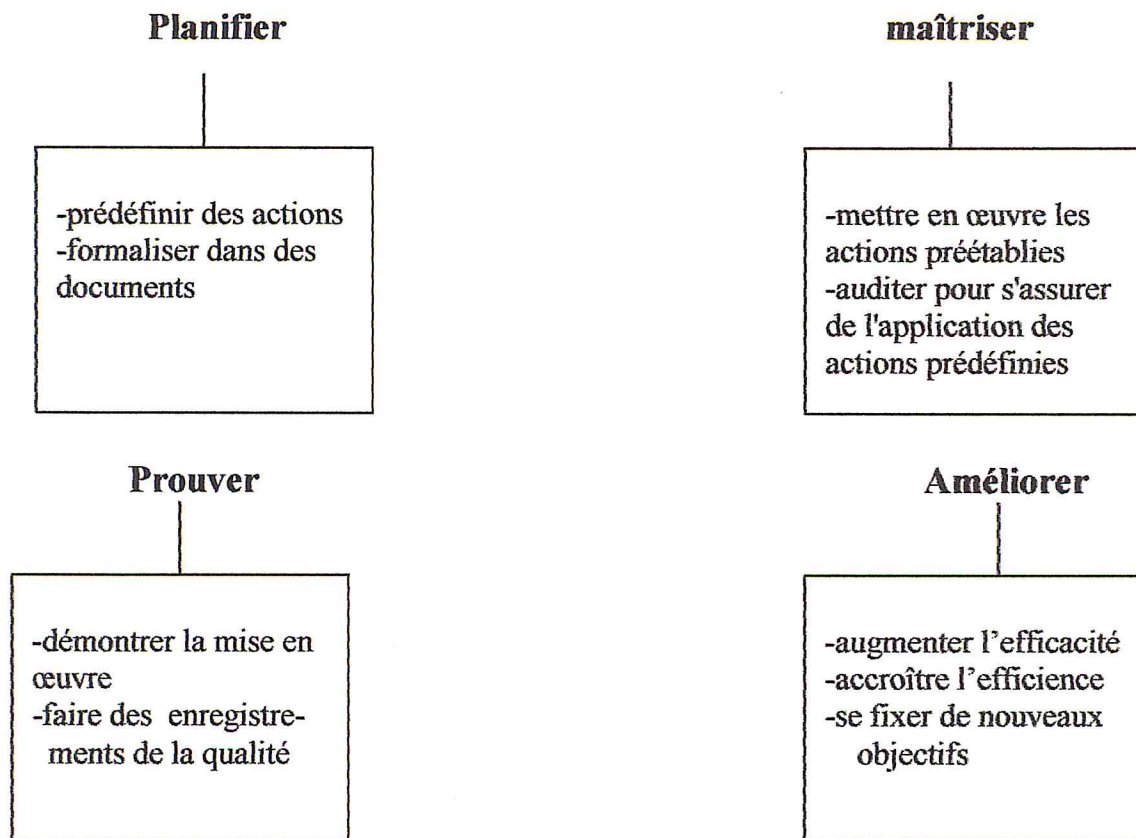 Planifier
-prédéfinir des actions
-formaliser dans des
documents
maîtriser
-mettre en œuvre les
actions préétablies
-auditer pour s'assurer
de l'application des
actions prédéfinies
Prouver
-démontrer la mise en
œuvre
-faire des enregistre-
ments de la qualité
Améliorer
-augmenter l’efficacité
-accroître l’efficience
-se fixer de nouveaux
objectifs